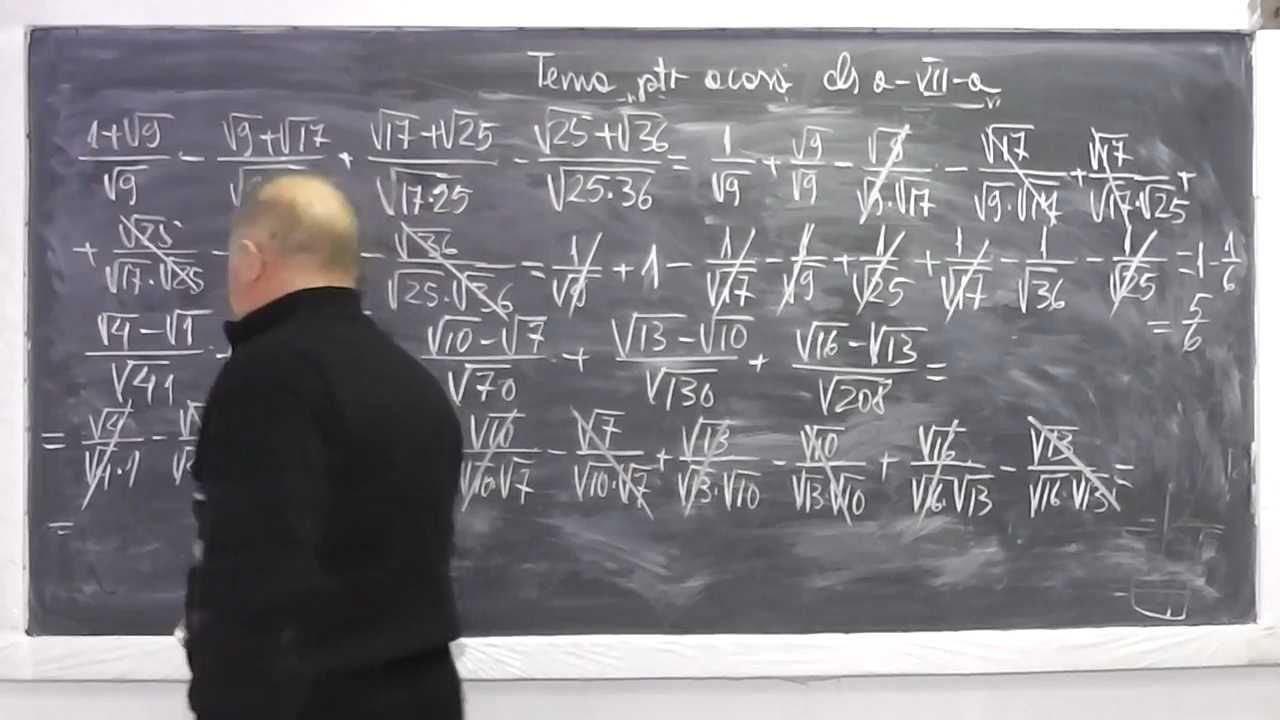 Tema „ptr acasă cls a-VII-a"
(1+√9)/√9 - (√9+√17)/√ + (√17+√25)/√(17·25) - (√25+√36)/√(25·36) = 1/√9 + √9/√9 - √9/(√9·√17) - √17/(√9·√17) + √17/(√17·√25) +
+ √25/(√17·√25) - - √36/(√25·√36) = 1/√9 + 1 - 1/√17 - 1/√9 + 1/√25 + 1/√17 - 1/√36 - 1/√25 = 1 - 1/6
= 5/6
(√4-√1)/√(4·1) (√10-√7)/√70 + (√13-√10)/√130 + (√16-√13)/√208 =
= √4/(√4·1) - √10/(√10·√7) - √7/(√10·√7) + √13/(√13·√10) - √10/(√13·√10) + √16/(√16·√13) - √13/(√16·√13) =
=